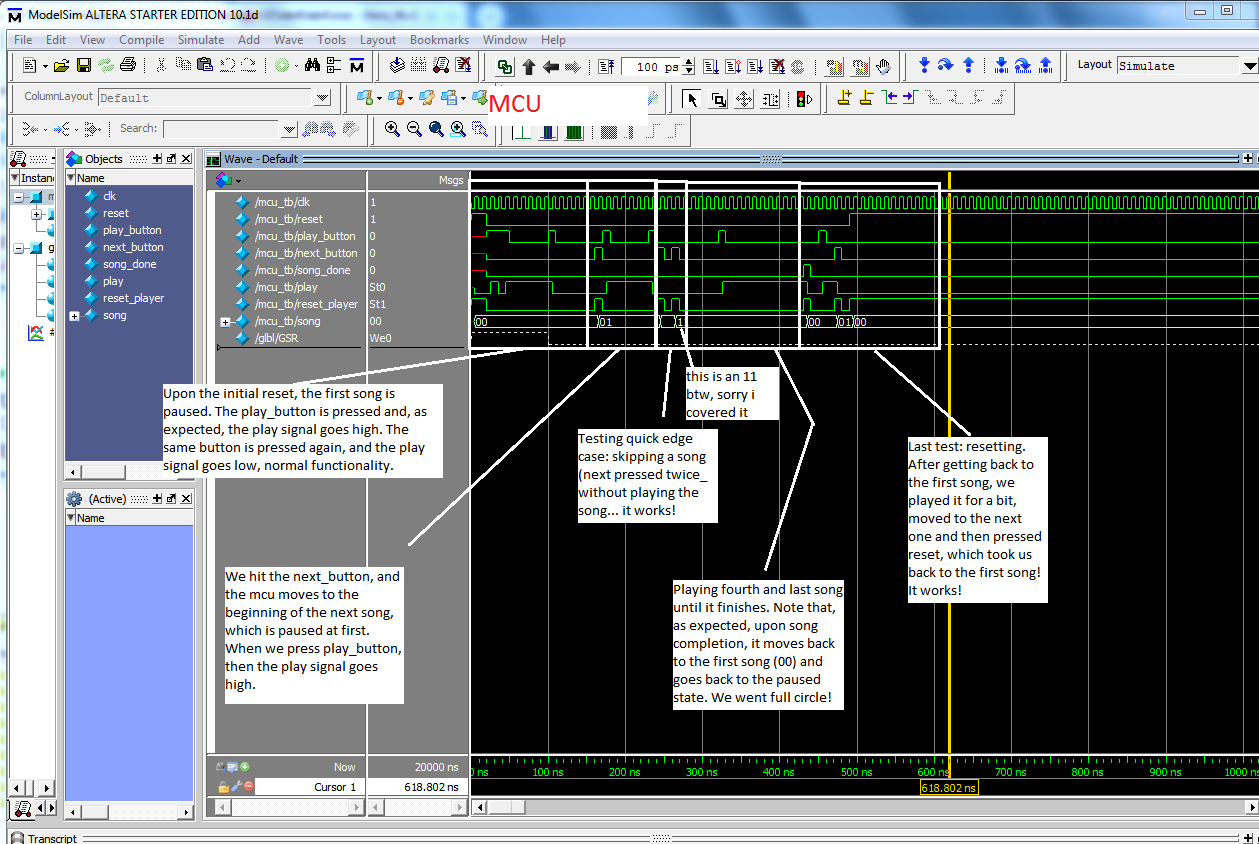 ModelSim ALTERA STARTER EDITION 10.1d
File Edit View Compile Simulate Add Wave Tools Layout Bookmarks Window Help
100 ps
Layout Simulate
ColumnLayout Default
MCU
Search:
Objects
Wave - Default
Instan
Name
Msgs
clk
reset
play_button
next_button
song_done
play
reset_player
song
/mcu_tb/clk 1
/mcu_tb/reset 1
/mcu_tb/play_button 0
/mcu_tb/next_button 0
/mcu_tb/song_done 0
/mcu_tb/play St0
/mcu_tb/reset_player St1
/mcu_tb/song 00 00 01 1 00 01 00
/glbl/GSR We0
Upon the initial reset, the first song is
paused. The play_button is pressed and, as
expected, the play signal goes high. The
same button is pressed again, and the play
signal goes low, normal functionality.
this is an 11
btw, sorry i
covered it
Testing quick edge
case: skipping a song
(next pressed twice_
without playing the
song... it works!
Last test: resetting.
After getting back to
the first song, we
played it for a bit,
moved to the next
one and then pressed
reset, which took us
back to the first song!
It works!
(Active)
Name
We hit the next_button, and
the mcu moves to the
beginning of the next song,
which is paused at first.
When we press play_button,
then the play signal goes
high.
Playing fourth and last song
until it finishes. Note that,
as expected, upon song
completion, it moves back
to the first song (00) and
goes back to the paused
state. We went full circle!
Now 20000 ns
ns 100 ns 200 ns 300 ns 400 ns 500 ns 600 ns 700 ns 800 ns 900 ns 1000 n
Cursor 1 618.802 ns
618.802 ns
Transcript